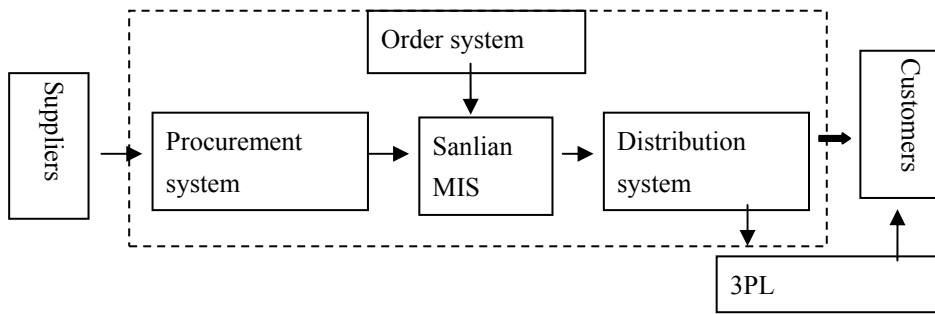 Order system
Suppliers
Procurement
system
Sanlian
MIS
Distribution
system
Customers
3PL